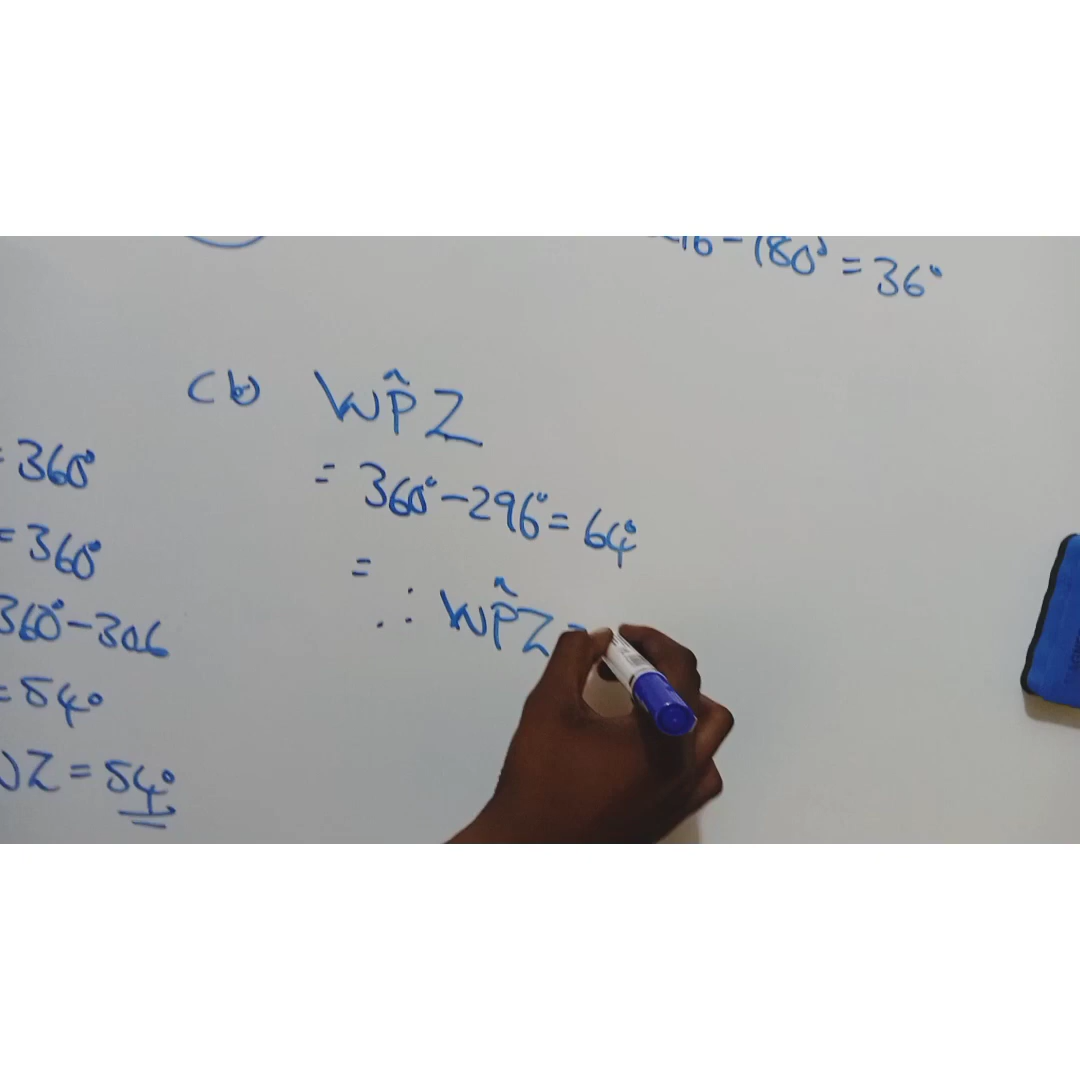 -180° = 36°
(b) WP̂Z
= 360° - 296° = 64°
=
∴ WP̂Z =
= 360°
= 360°
360° - 306
= 54°
Z = 54°